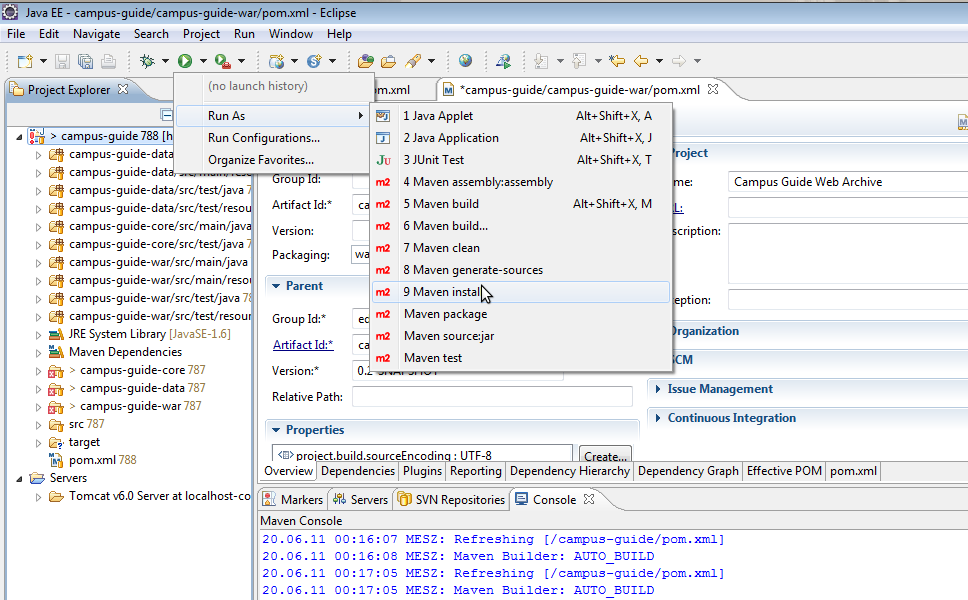 Java EE - campus-guide/campus-guide-war/pom.xml - Eclipse
File Edit Navigate Search Project Run Window Help
Project Explorer
om.xml
*campus-guide/campus-guide-war/pom.xml
(no launch history)
Run As
Run Configurations...
Organize Favorites...
1 Java Applet Alt+Shift+X, A
2 Java Application Alt+Shift+X, J
3 JUnit Test Alt+Shift+X, T
4 Maven assembly:assembly
5 Maven build Alt+Shift+X, M
6 Maven build...
7 Maven clean
8 Maven generate-sources
9 Maven install
Maven package
Maven source:jar
Maven test
> campus-guide 788 [h
campus-guide-data
campus-guide-data/src/main/resou
campus-guide-data/src/test/java 7
campus-guide-data/src/test/resou
campus-guide-core/src/main/java
campus-guide-core/src/test/java 7
campus-guide-war/src/main/java
campus-guide-war/src/main/reso
campus-guide-war/src/test/java 78
campus-guide-war/src/test/resou
JRE System Library [JavaSE-1.6]
Maven Dependencies
> campus-guide-core 787
> campus-guide-data 787
> campus-guide-war 787
src 787
target
pom.xml 788
Servers
Tomcat v6.0 Server at localhost-co
Group Id:
Artifact Id:* ca
Version:
Packaging: wa
Parent
Group Id:* ed
Artifact Id:* ca
Version:* 0.2-SNAPSHOT
Relative Path:
Properties
project.build.sourceEncoding : UTF-8
Create...
Project
me: Campus Guide Web Archive
L:
scription:
eption:
Organization
SCM
Issue Management
Continuous Integration
Overview Dependencies Plugins Reporting Dependency Hierarchy Dependency Graph Effective POM pom.xml
Markers Servers SVN Repositories Console
Maven Console
20.06.11 00:16:07 MESZ: Refreshing [/campus-guide/pom.xml]
20.06.11 00:16:08 MESZ: Maven Builder: AUTO_BUILD
20.06.11 00:17:05 MESZ: Refreshing [/campus-guide/pom.xml]
20.06.11 00:17:05 MESZ: Maven Builder: AUTO_BUILD